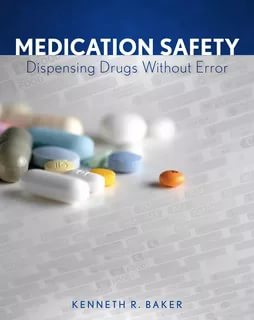 MEDICATION SAFETY
Dispensing Drugs Without Error
KENNETH R. BAKER